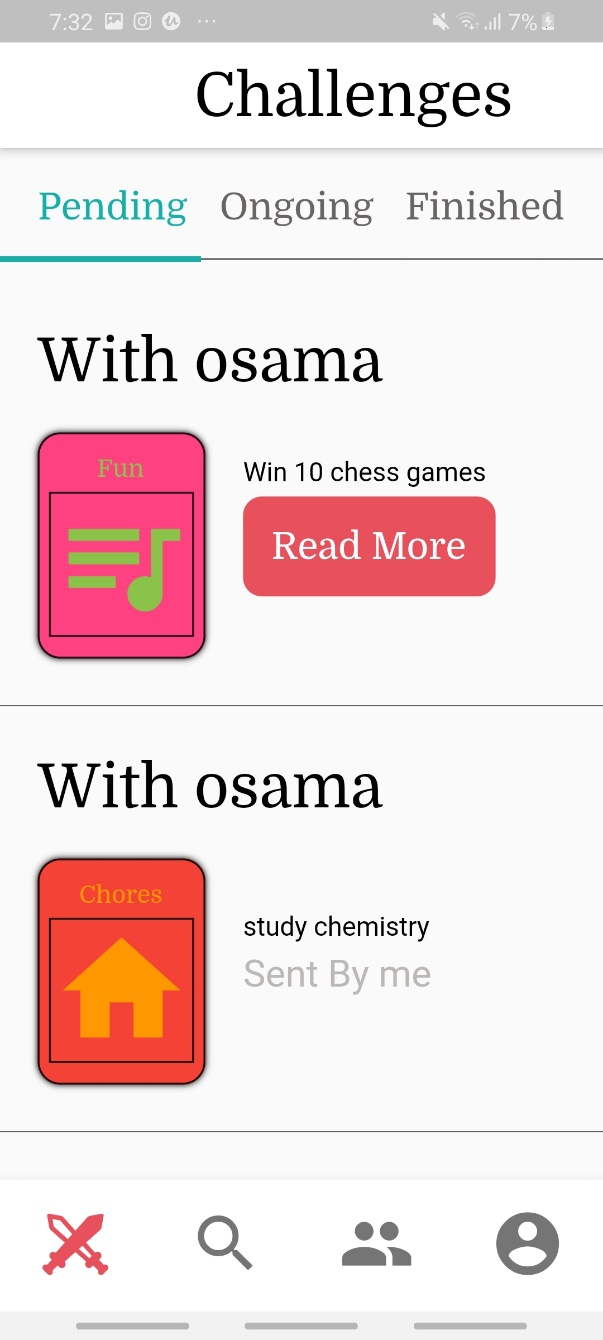 7:32 ... 7%
Challenges
Pending Ongoing Finished
With osama
Fun
Win 10 chess games
Read More
With osama
Chores
study chemistry
Sent By me